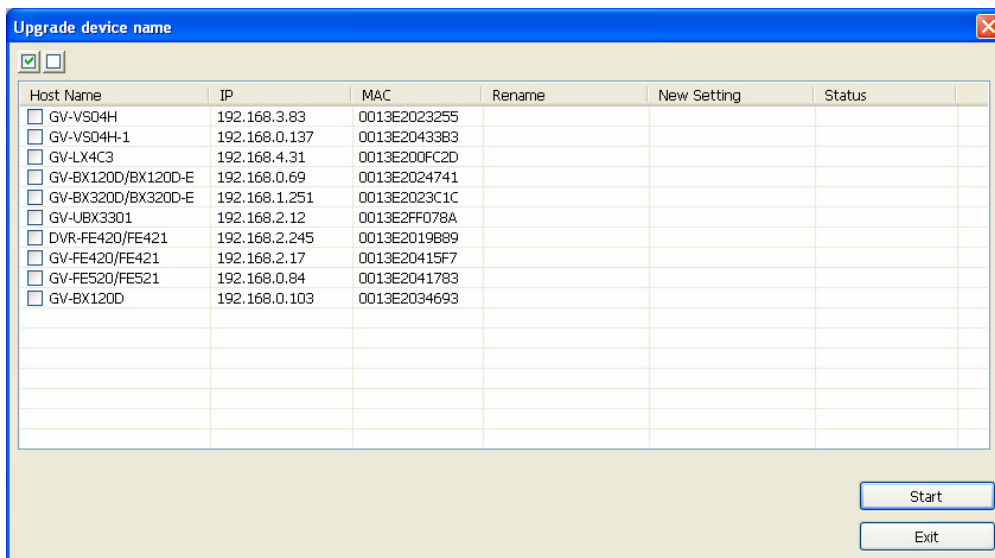 Upgrade device name
Host Name IP MAC Rename New Setting Status
GV-VS04H 192.168.3.83 0013E2023255
GV-VS04H-1 192.168.0.137 0013E20433B3
GV-LX4C3 192.168.4.31 0013E200FC2D
GV-BX120D/BX120D-E 192.168.0.69 0013E2024741
GV-BX320D/BX320D-E 192.168.1.251 0013E2023C1C
GV-UBX3301 192.168.2.12 0013E2FF078A
DVR-FE420/FE421 192.168.2.245 0013E2019B89
GV-FE420/FE421 192.168.2.17 0013E20415F7
GV-FE520/FE521 192.168.0.84 0013E2041783
GV-BX120D 192.168.0.103 0013E2034693
Start
Exit